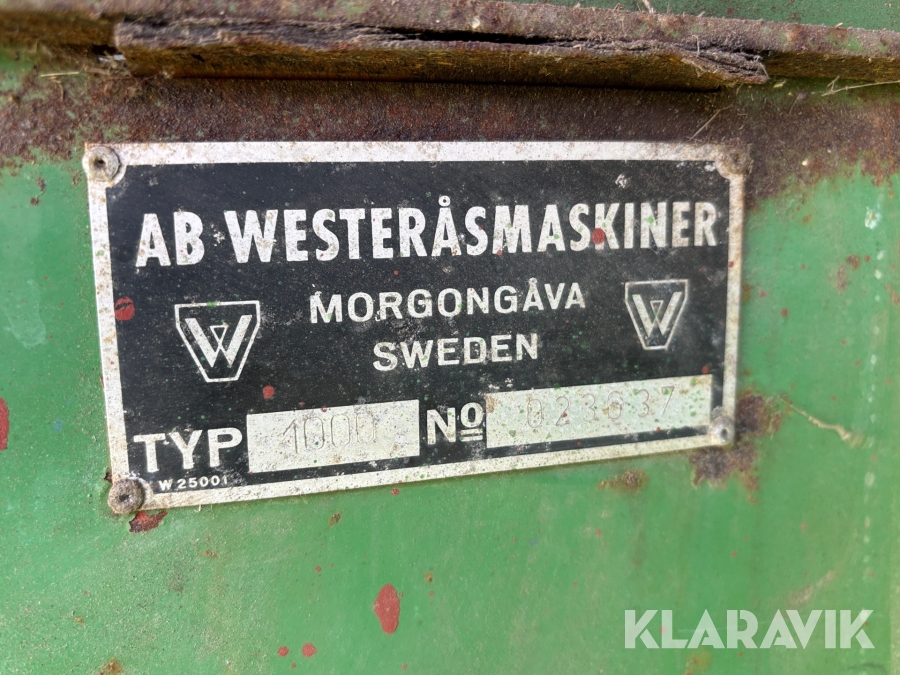 AB WESTERÅSMASKINER
W MORGONGÅVA W
SWEDEN
TYP 1000 No 023637
W 25001
KLARAVIK